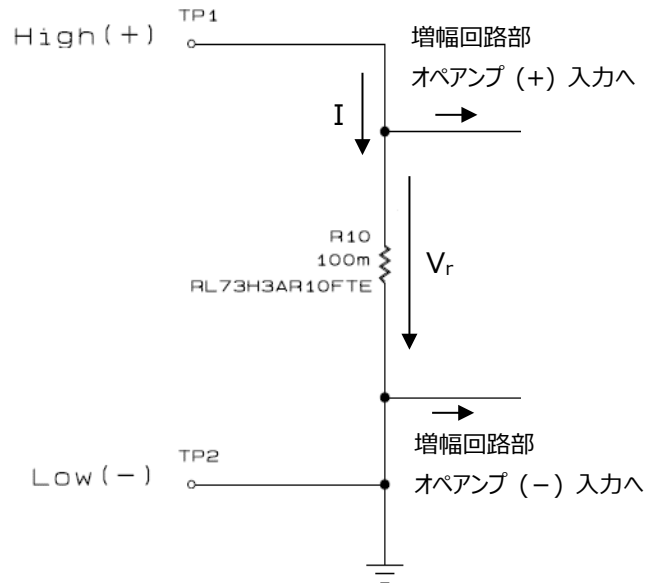 TP1
High(+)
増幅回路部
オペアンプ (+) 入力へ
I
R10
100m
RL73H3AR10FTE
Vr
増幅回路部
オペアンプ (-) 入力へ
TP2
Low(-)